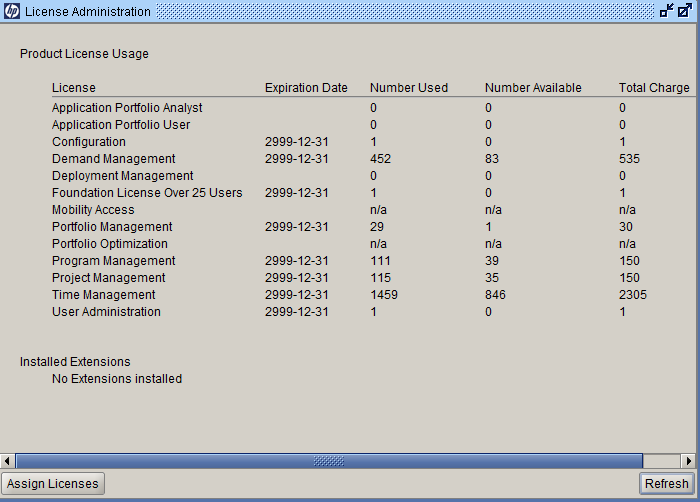 hp License Administration
Product License Usage
License Expiration Date Number Used Number Available Total Charge
Application Portfolio Analyst 0 0 0
Application Portfolio User 0 0 0
Configuration 2999-12-31 1 0 1
Demand Management 2999-12-31 452 83 535
Deployment Management 0 0 0
Foundation License Over 25 Users 2999-12-31 1 0 1
Mobility Access n/a n/a n/a
Portfolio Management 2999-12-31 29 1 30
Portfolio Optimization n/a n/a n/a
Program Management 2999-12-31 111 39 150
Project Management 2999-12-31 115 35 150
Time Management 2999-12-31 1459 846 2305
User Administration 2999-12-31 1 0 1
Installed Extensions
No Extensions installed
Assign Licenses Refresh